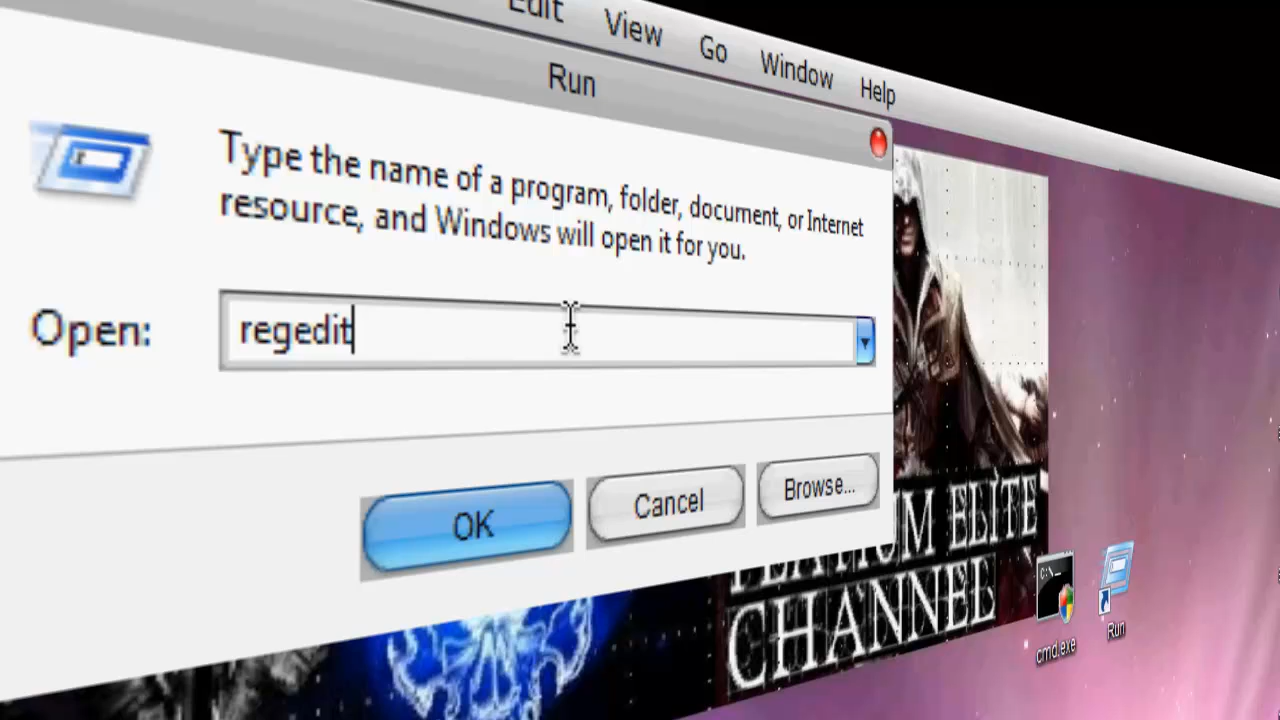 Edit View Go Window Help
Run
Type the name of a program, folder, document, or Internet
resource, and Windows will open it for you.
Open: regedit
OK Cancel Browse...
ELITE
CHANNEL
C:\_
cmd.exe Run